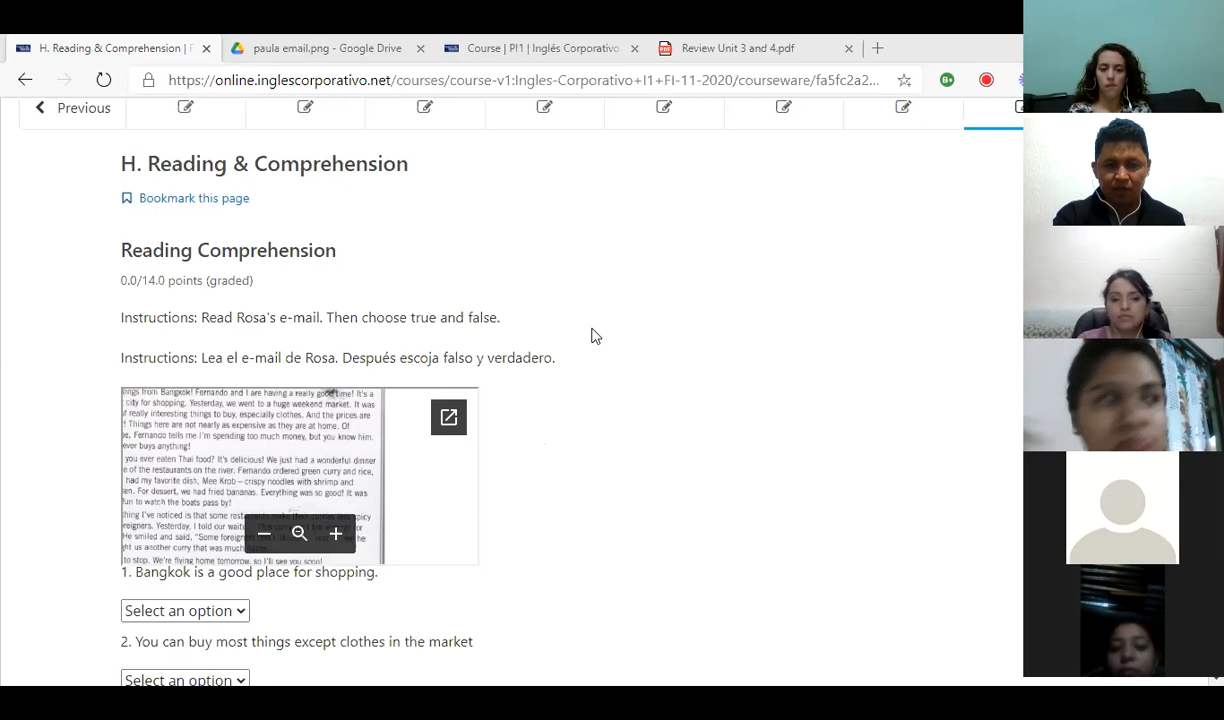 H. Reading & Comprehension | F
paula email.png - Google Drive
Course | PI1 | Inglés Corporativo
Review Unit 3 and 4.pdf
https://online.inglescorporativo.net/courses/course-v1:Ingles-Corporativo+I1+FI-11-2020/courseware/fa5fc2a2...
Previous
H. Reading & Comprehension
Bookmark this page
Reading Comprehension
0.0/14.0 points (graded)
Instructions: Read Rosa's e-mail. Then choose true and false.
Instructions: Lea el e-mail de Rosa. Después escoja falso y verdadero.
from Bangkok! Fernando and I are having a really good time! It's a
city for shopping. Yesterday, we went to a huge weekend market. It was
really interesting things to buy, especially clothes. And the prices are
! Things here are not nearly as expensive as they are at home. Of
Fernando tells me I'm spending too much money, but you know him.
ever buys anything!
you ever eaten Thai food? It's delicious! We just had a wonderful dinner
of the restaurants on the river. Fernando ordered green curry and rice,
had my favorite dish, Mee Krob – crispy noodles with shrimp and
For dessert, we had fried bananas. Everything was so good! It was
to watch the boats pass by!
thing I've noticed is that some
Yesterday, I told our
He smiled and said, "Some
us another curry that was much
to stop. We're flying home tomorrow, so I'll see you soon!
1. Bangkok is a good place for shopping.
Select an option
2. You can buy most things except clothes in the market
Select an option